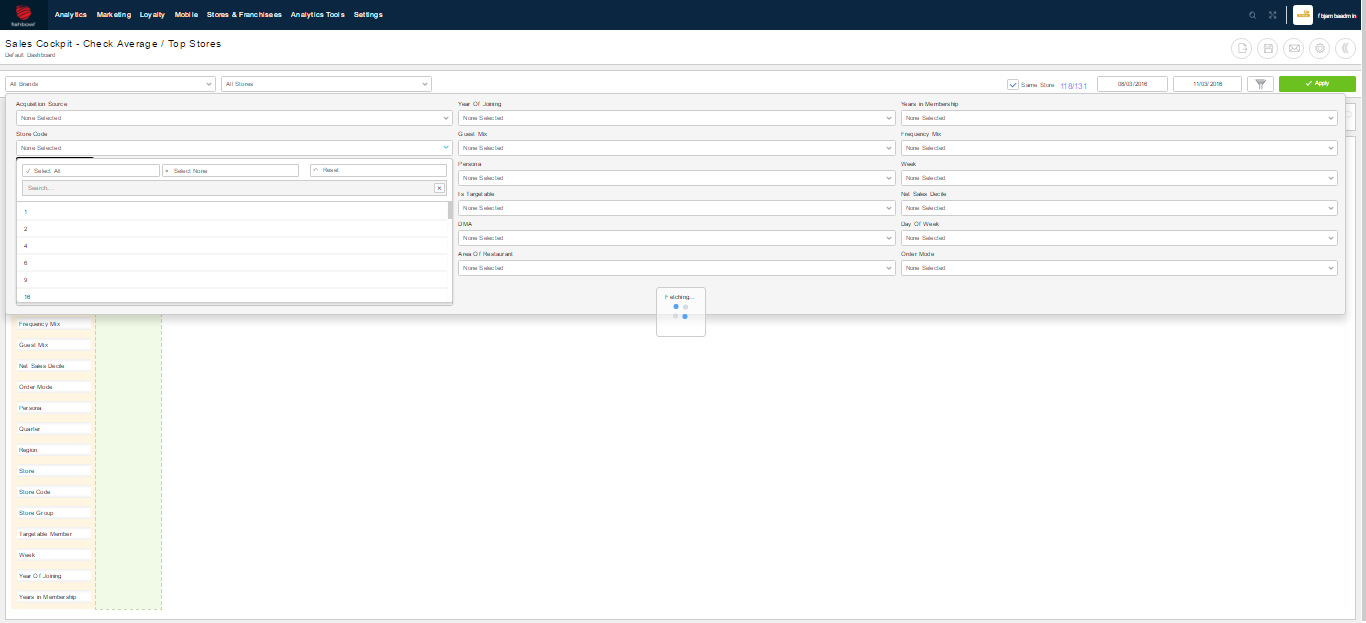 fishbowl
Analytics Marketing Loyalty Mobile Stores & Franchisees Analytics Tools Settings
fbjambaadmin
Sales Cockpit - Check Average / Top Stores
Default Dashboard
All Brands
All Stores
Same Store 118/131
08/03/2016
11/03/2016
Apply
Acquistion Source
None Selected
Year Of Joining
None Selected
Years in Membership
None Selected
Store Code
None Selected
Guest Mix
None Selected
Frequency Mix
None Selected
Select All
Select None
Reset
Search...
1
2
4
6
9
16
Persona
None Selected
Week
None Selected
Is Targetable
None Selected
Net Sales Decile
None Selected
DMA
None Selected
Day Of Week
None Selected
Area Of Restaurant
None Selected
Order Mode
None Selected
Fetching...
Frequency Mix
Guest Mix
Net Sales Decile
Order Mode
Persona
Quarter
Region
Store
Store Code
Store Group
Targetable Member
Week
Year Of Joining
Years in Membership